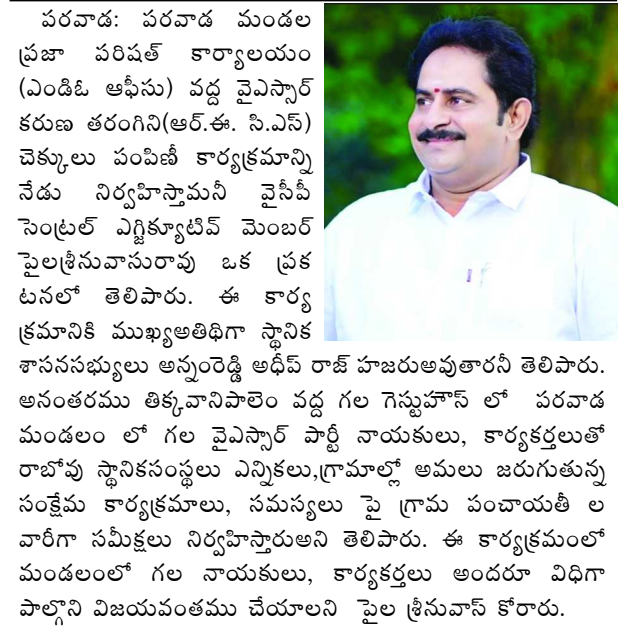 పరవాడ: పరవాడ మండల
ప్రజా పరిషత్ కార్యాలయం
(ఎండిఓ ఆఫీసు) వద్ద వైఎస్సార్
కరుణ తరంగిని(ఆర్.ఈ. సి.ఎస్)
చెక్కులు పంపిణీ కార్యక్రమాన్ని
నేడు నిర్వహిస్తామనీ వైసీపీ
సెంట్రల్ ఎగ్జిక్యూటివ్ మెంబర్
పైలశ్రీనువాసురావు ఒక ప్రక
టనలో తెలిపారు. ఈ కార్య
క్రమానికి ముఖ్యఅతిథిగా స్థానిక
శాసనసభ్యులు అన్నంరెడ్డి అధీప్ రాజ్ హజరుఅవుతారనీ తెలిపారు.
అనంతరము తిక్కవానిపాలెం వద్ద గల గెస్టుహౌస్ లో పరవాడ
మండలం లో గల వైఎస్సార్ పార్టీ నాయకులు, కార్యకర్తలుతో
రాబోవు స్థానికసంస్థలు ఎన్నికలు,గ్రామాల్లో అమలు జరుగుతున్న
సంక్షేమ కార్యక్రమాలు, సమస్యలు పై గ్రామ పంచాయతీ ల
వారీగా సమీక్షలు నిర్వహిస్తారుఅని తెలిపారు. ఈ కార్యక్రమంలో
మండలంలో గల నాయకులు, కార్యకర్తలు అందరూ విధిగా
పాల్గొని విజయవంతము చేయాలని పైల శ్రీనువాస్ కోరారు.